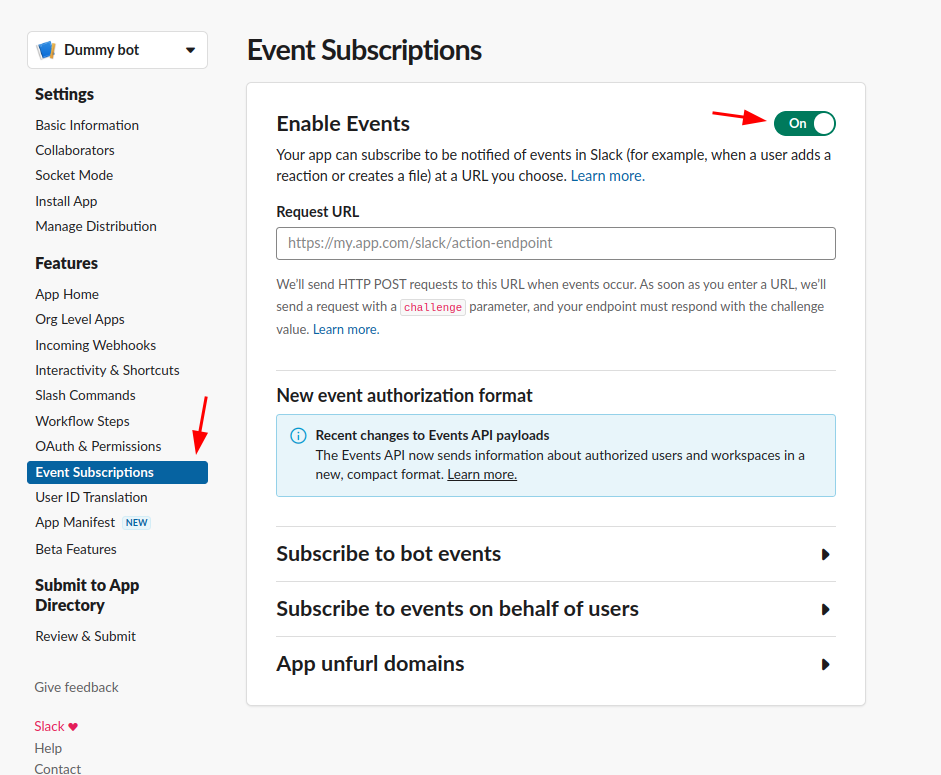 Dummy bot
Settings
Basic Information
Collaborators
Socket Mode
Install App
Manage Distribution
Features
App Home
Org Level Apps
Incoming Webhooks
Interactivity & Shortcuts
Slash Commands
Workflow Steps
OAuth & Permissions
Event Subscriptions
User ID Translation
App Manifest NEW
Beta Features
Submit to App
Directory
Review & Submit
Give feedback
Slack ♥
Help
Contact
Event Subscriptions
Enable Events
On
Your app can subscribe to be notified of events in Slack (for example, when a user adds a
reaction or creates a file) at a URL you choose. Learn more.
Request URL
https://my.app.com/slack/action-endpoint
We'll send HTTP POST requests to this URL when events occur. As soon as you enter a URL, we'll
send a request with a challenge parameter, and your endpoint must respond with the challenge
value. Learn more.
New event authorization format
Recent changes to Events API payloads
The Events API now sends information about authorized users and workspaces in a
new, compact format. Learn more.
Subscribe to bot events
Subscribe to events on behalf of users
App unfurl domains